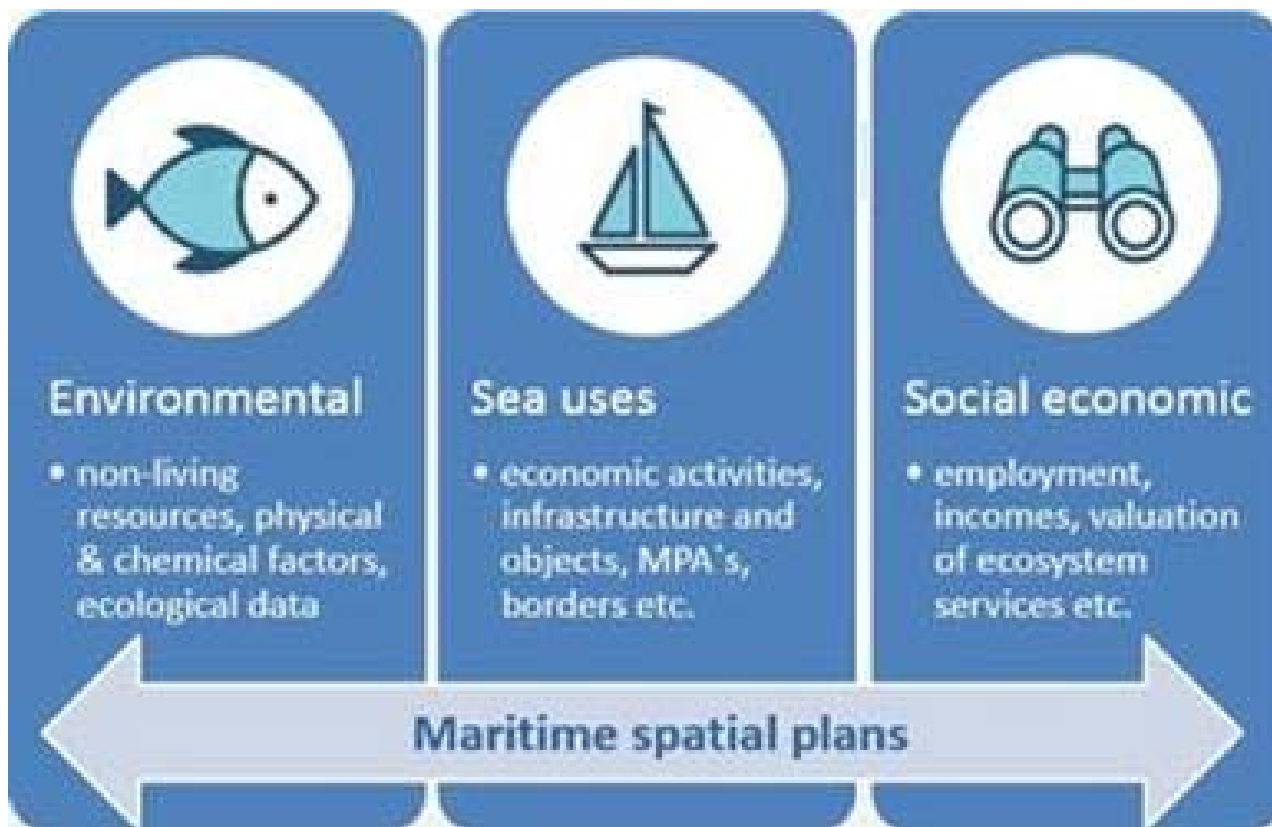 Environmental
• non-living
resources, physical
& chemical factors,
ecological data
Sea uses
• economic activities,
infrastructure and
objects, MPA`s,
borders etc.
Social economic
• employment,
incomes, valuation
of ecosystem
services etc.
Maritime spatial plans